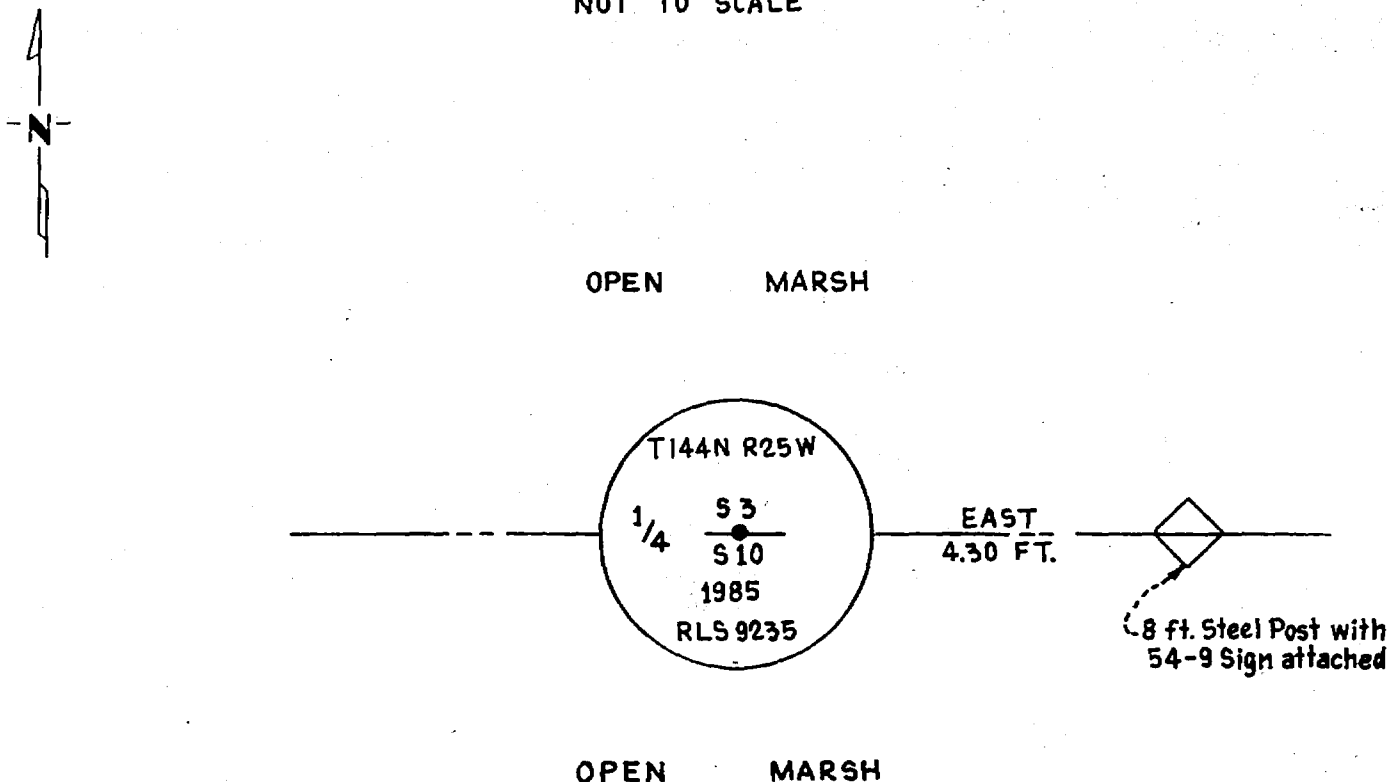 NOT TO SCALE
N
OPEN MARSH
T144N R25W
1/4
S 3
S 10
1985
RLS 9235
EAST
4.30 FT.
8 ft. Steel Post with
54-9 Sign attached
OPEN MARSH